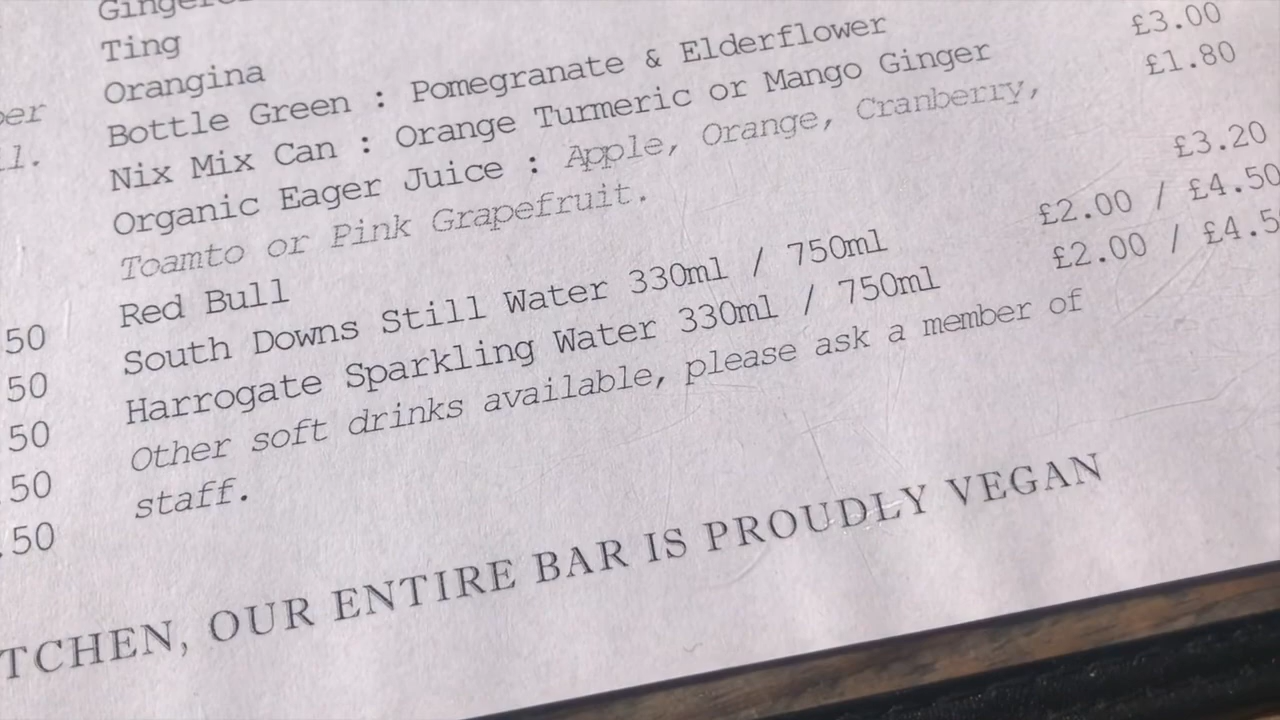 50
50
50
50
.50
Ting
Orangina
Bottle Green : Pomegranate & Elderflower
Nix Mix Can : Orange Turmeric or Mango Ginger £3.00
Organic Eager Juice : Apple, Orange, Cranberry, £1.80
Toamto or Pink Grapefruit.
Red Bull £3.20
South Downs Still Water 330ml / 750ml £2.00 / £4.50
Harrogate Sparkling Water 330ml / 750ml £2.00 / £4.5
Other soft drinks available, please ask a member of
staff.
TCHEN, OUR ENTIRE BAR IS PROUDLY VEGAN